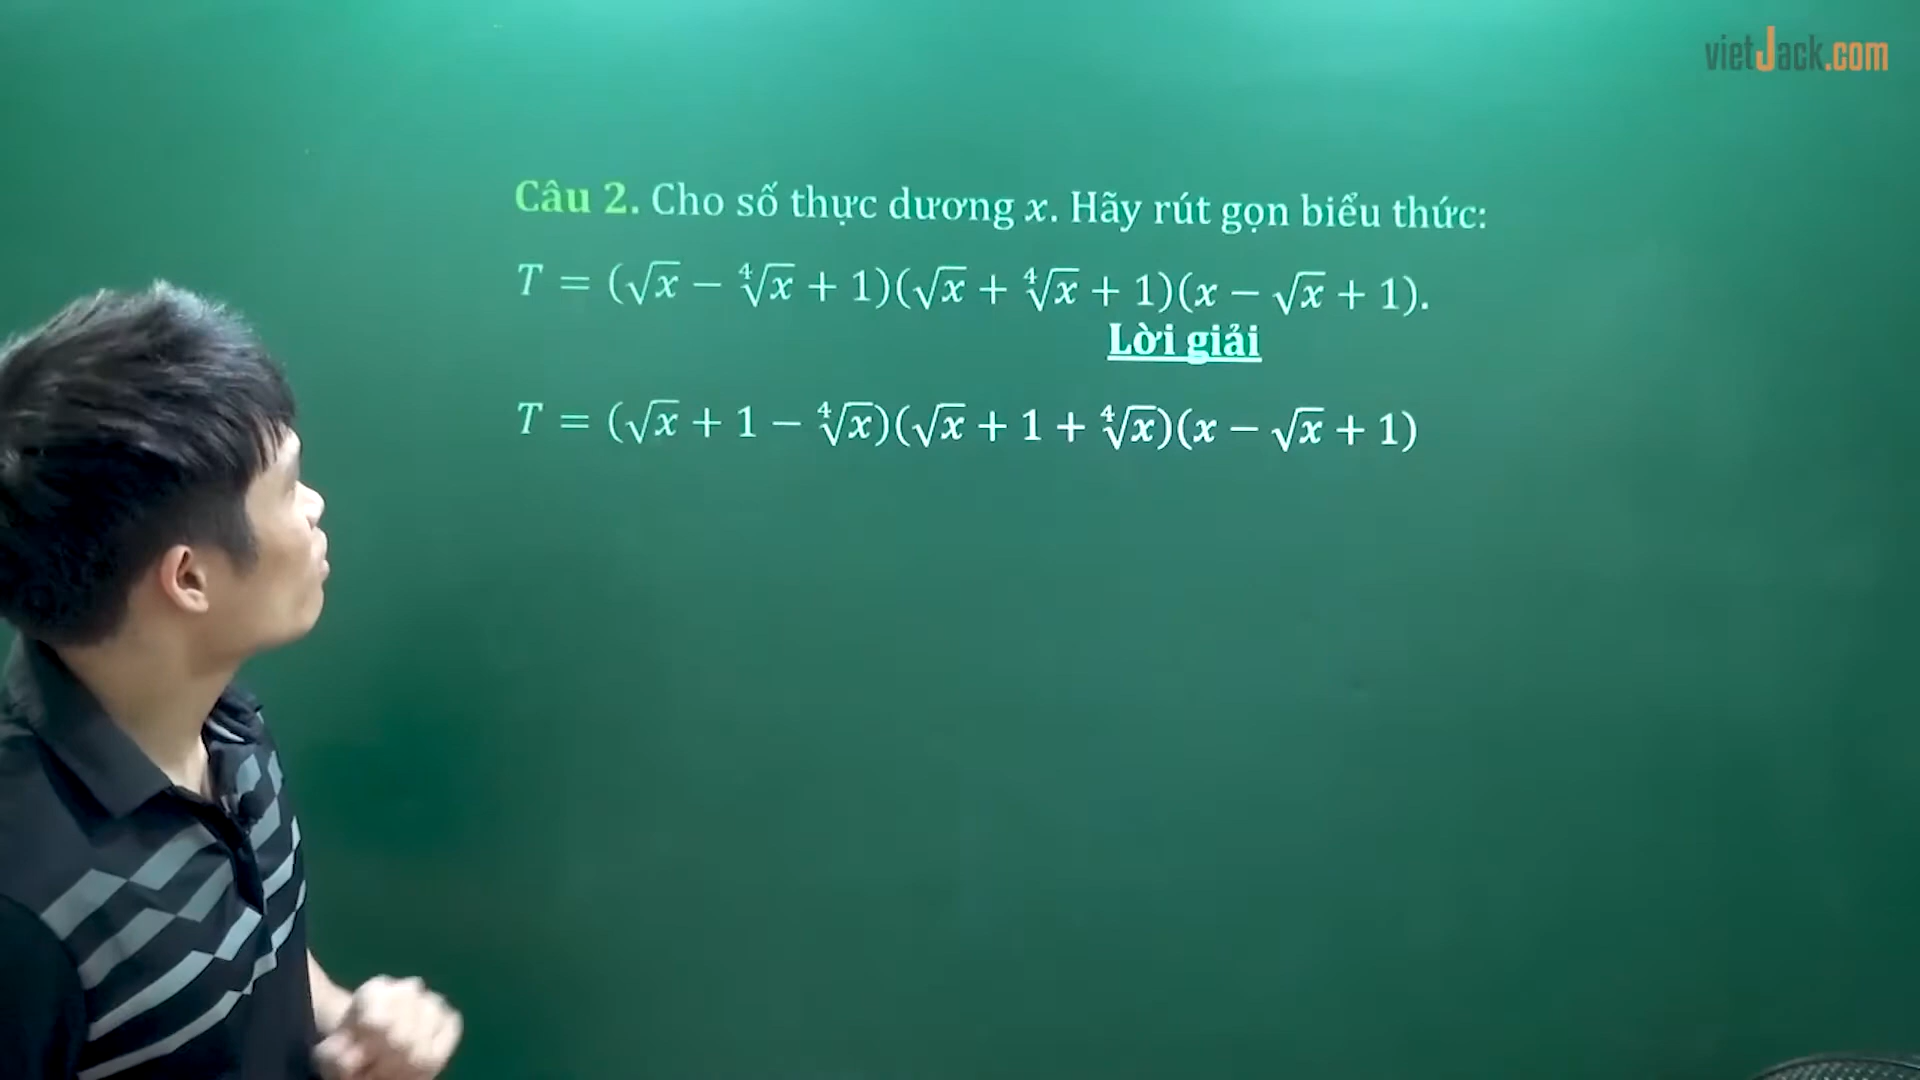 vietJack.com
Câu 2. Cho số thực dương x. Hãy rút gọn biểu thức:
T = (√x − ∜x + 1)(√x + ∜x + 1)(x − √x + 1).
Lời giải
T = (√x + 1 − ∜x)(√x + 1 + ∜x)(x − √x + 1)